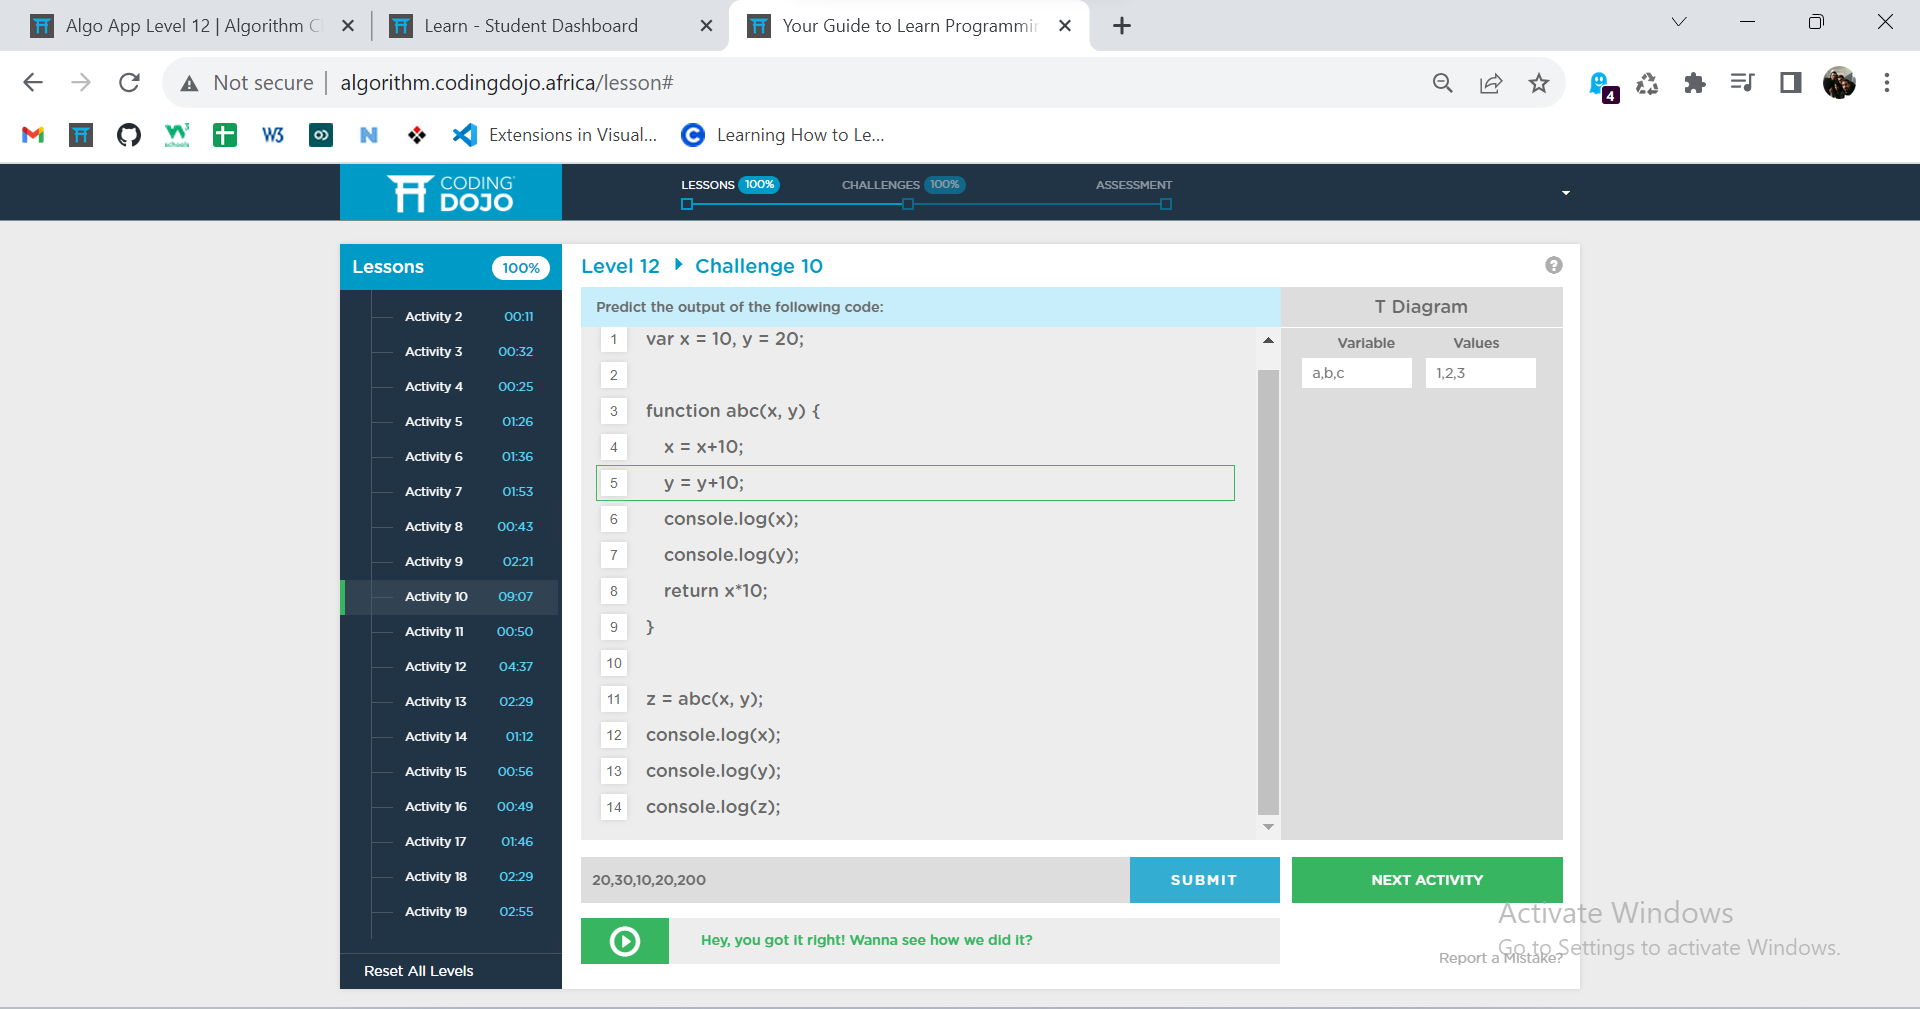 Algo App Level 12 | Algorithm C
Learn - Student Dashboard
Your Guide to Learn Programmin
Not secure
algorithm.codingdojo.africa/lesson#
4
Extensions in Visual...
Learning How to Le...
CODING
DOJO
LESSONS 100%
CHALLENGES 100%
ASSESSMENT
Lessons 100%
Activity 2 00:11
Activity 3 00:32
Activity 4 00:25
Activity 5 01:26
Activity 6 01:36
Activity 7 01:53
Activity 8 00:43
Activity 9 02:21
Activity 10 09:07
Activity 11 00:50
Activity 12 04:37
Activity 13 02:29
Activity 14 01:12
Activity 15 00:56
Activity 16 00:49
Activity 17 01:46
Activity 18 02:29
Activity 19 02:55
Reset All Levels
Level 12 Challenge 10
?
Predict the output of the following code:
1 var x = 10, y = 20;
2
3 function abc(x, y) {
4 x = x+10;
5 y = y+10;
6 console.log(x);
7 console.log(y);
8 return x*10;
9 }
10
11 z = abc(x, y);
12 console.log(x);
13 console.log(y);
14 console.log(z);
T Diagram
Variable Values
a,b,c 1,2,3
20,30,10,20,200
SUBMIT
NEXT ACTIVITY
Hey, you got it right! Wanna see how we did it?
Report a Mistake?
Activate Windows
Go to Settings to activate Windows.